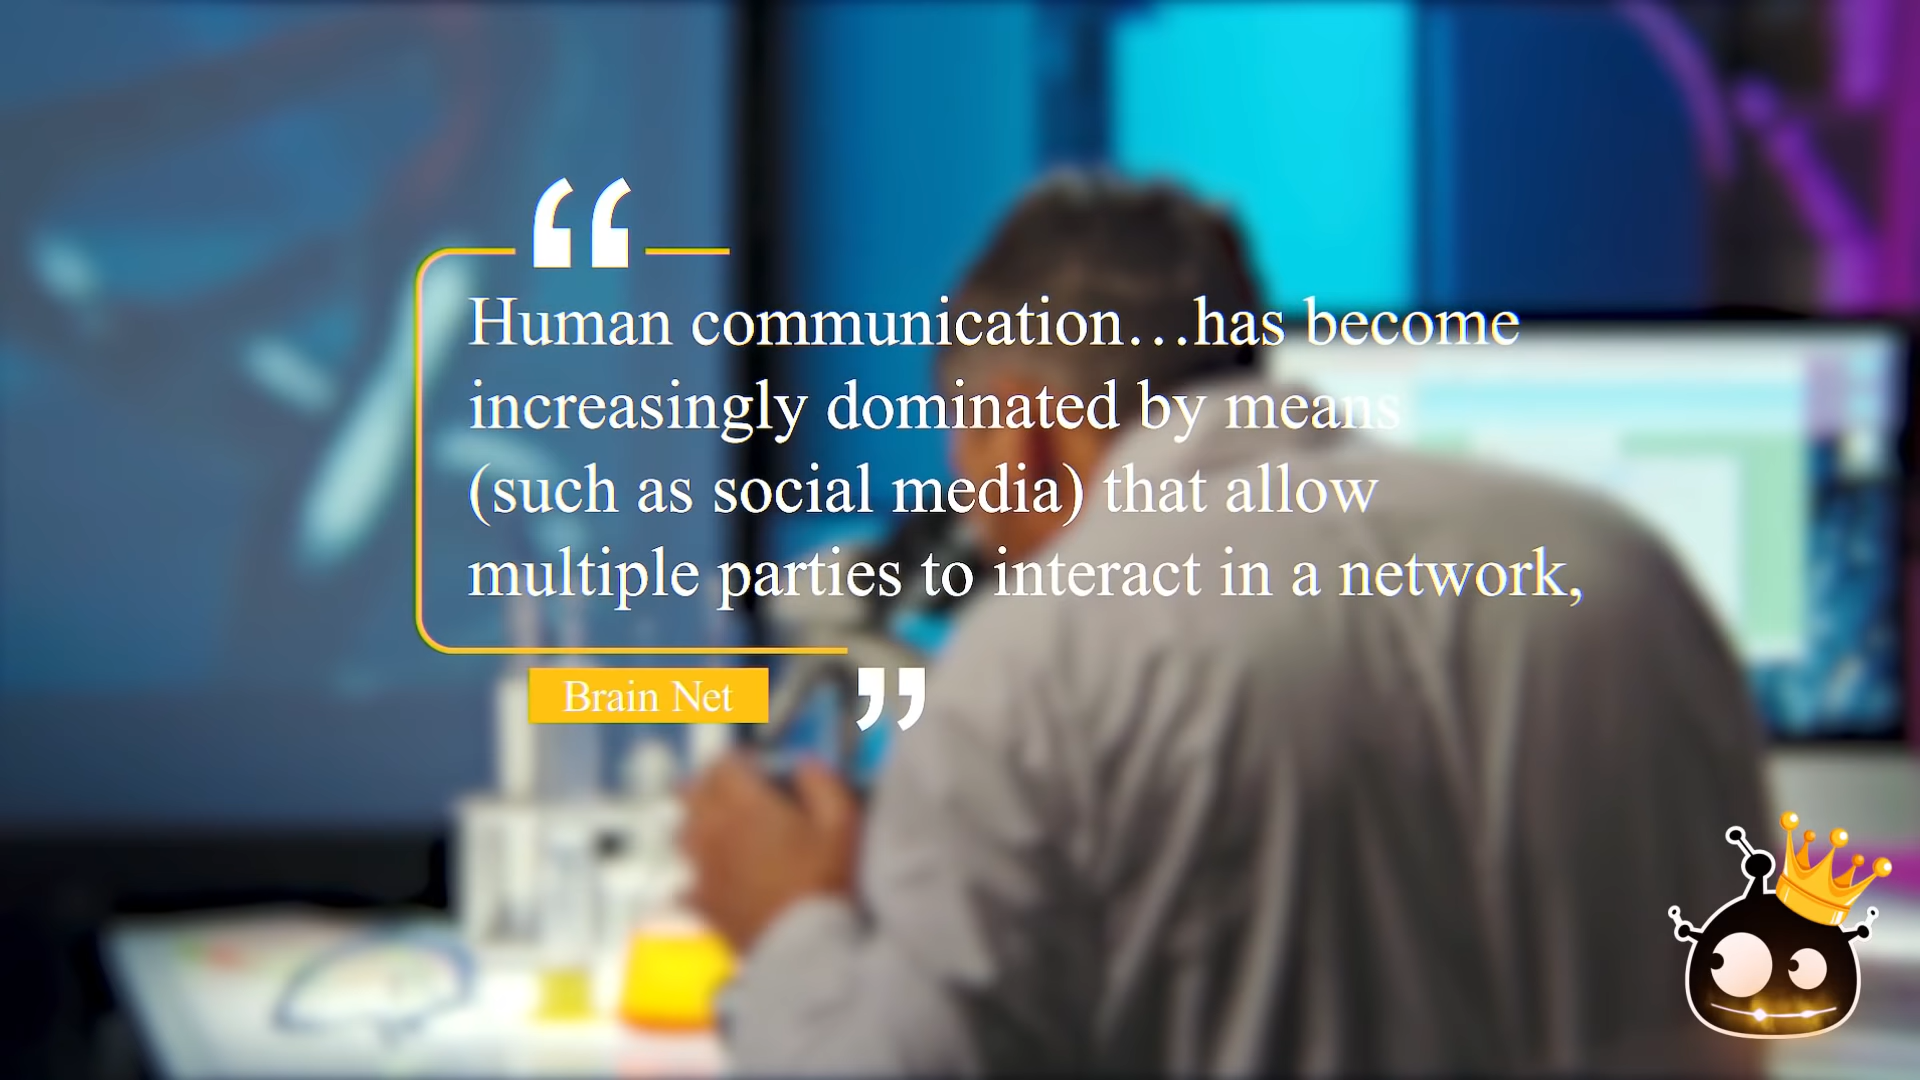 “
Human communication…has become
increasingly dominated by means
(such as social media) that allow
multiple parties to interact in a network,
Brain Net
”